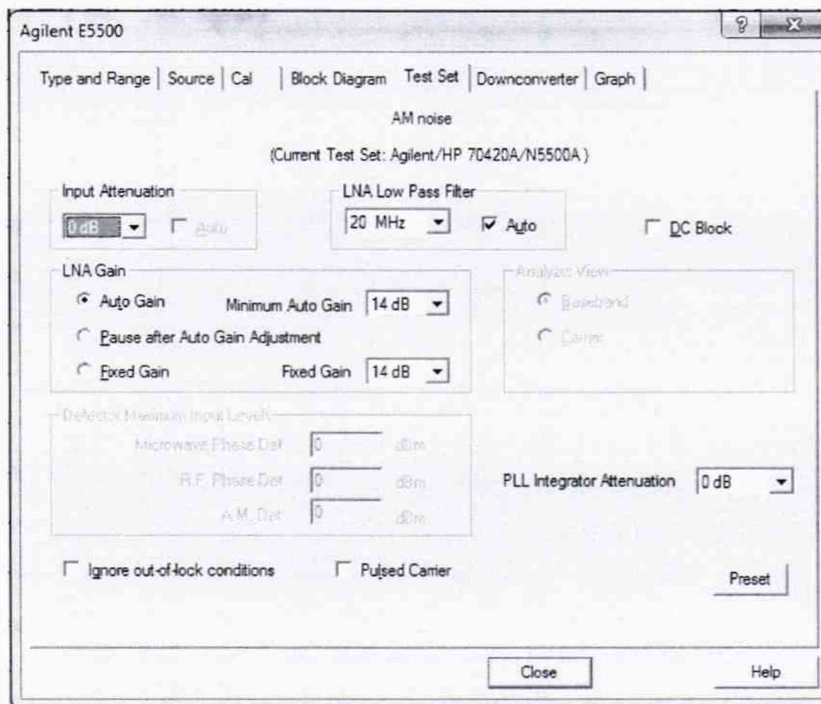 Agilent E5500
Type and Range Source Cal Block Diagram Test Set Downconverter Graph
AM noise
(Current Test Set: Agilent/HP 70420A/N5500A )
Input Attenuation LNA Low Pass Filter
0 dB Auto 20 MHz Auto DC Block
LNA Gain Analyzer View
Auto Gain Minimum Auto Gain 14 dB Baseband
Pause after Auto Gain Adjustment Carrier
Fixed Gain Fixed Gain 14 dB
Detector Maximum Input Levels
Microwave Phase Det 0 dBm
R.F. Phase Det 0 dBm PLL Integrator Attenuation 0 dB
A.M. Det 0 dBm
Ignore out-of-lock conditions Pulsed Carrier Preset
Close Help